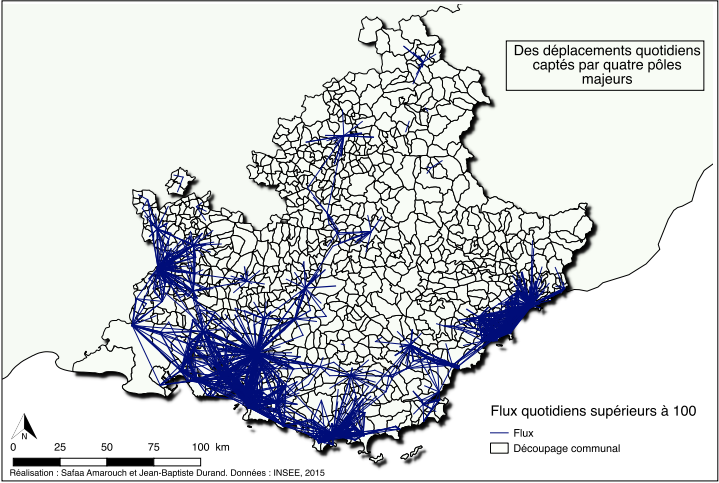 Des déplacements quotidiens
captés par quatre pôles
majeurs
Flux quotidiens supérieurs à 100
Flux
Découpage communal
N
0 25 50 75 100 km
Réalisation : Safaa Amarouch et Jean-Baptiste Durand. Données : INSEE, 2015